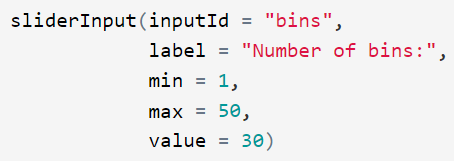 sliderInput(inputId = "bins",
            label = "Number of bins:",
            min = 1,
            max = 50,
            value = 30)